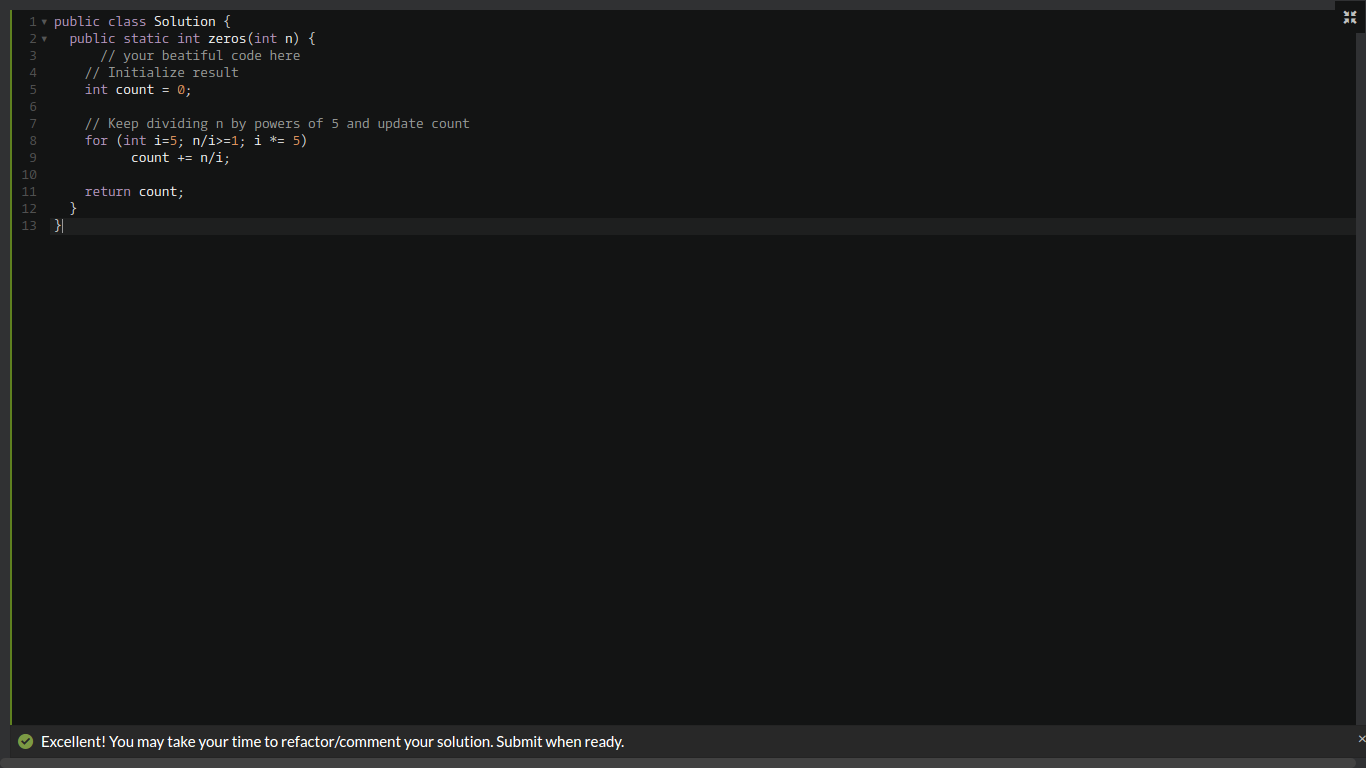 1 public class Solution {
2 public static int zeros(int n) {
3 // your beatiful code here
4 // Initialize result
5 int count = 0;
6
7 // Keep dividing n by powers of 5 and update count
8 for (int i=5; n/i>=1; i *= 5)
9 count += n/i;
10
11 return count;
12 }
13 }
Excellent! You may take your time to refactor/comment your solution. Submit when ready.